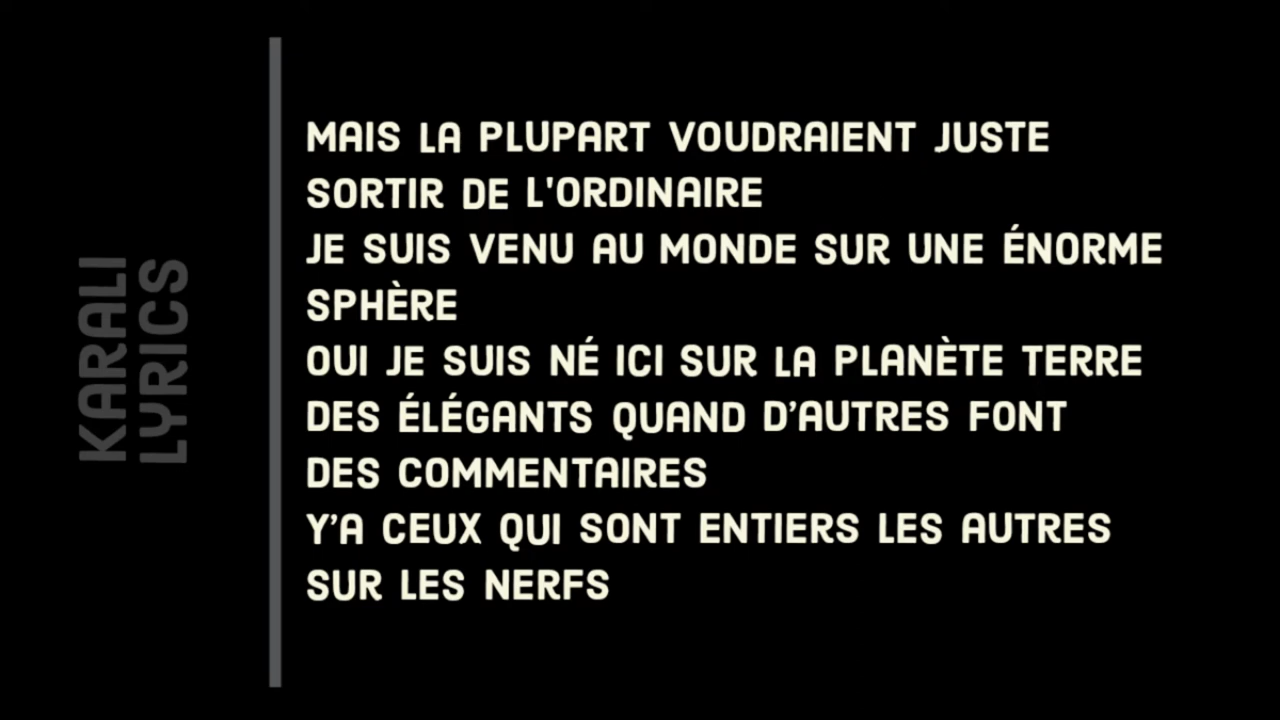 KARALI
LYRICS
MAIS LA PLUPART VOUDRAIENT JUSTE
SORTIR DE L'ORDINAIRE
JE SUIS VENU AU MONDE SUR UNE ÉNORME
SPHÈRE
OUI JE SUIS NÉ ICI SUR LA PLANÈTE TERRE
DES ÉLÉGANTS QUAND D’AUTRES FONT
DES COMMENTAIRES
Y’A CEUX QUI SONT ENTIERS LES AUTRES
SUR LES NERFS